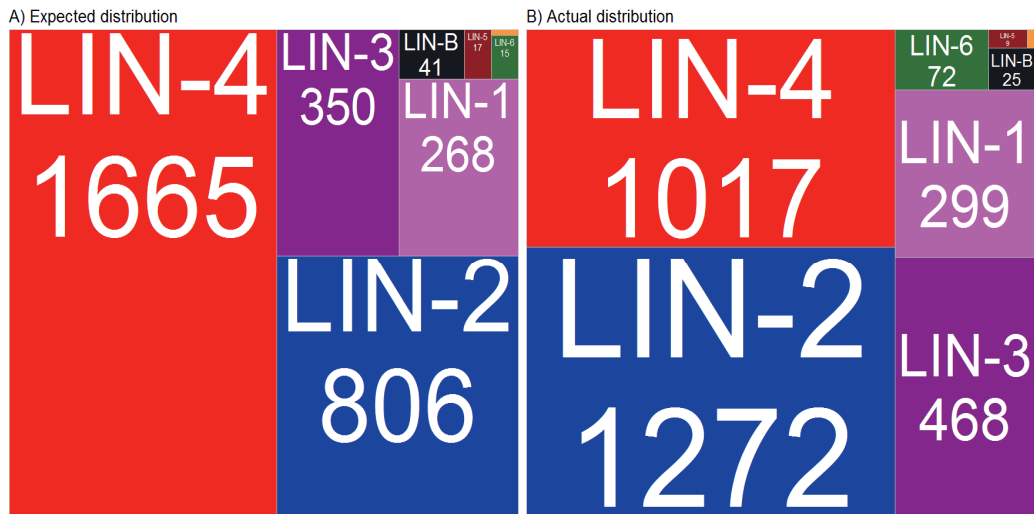 A) Expected distribution
LIN-4
1665
LIN-3
350
LIN-B
41
LIN-5
17
LIN-6
15
LIN-1
268
LIN-2
806
B) Actual distribution
LIN-4
1017
LIN-2
1272
LIN-6
72
LIN-5
9
LIN-B
25
LIN-1
299
LIN-3
468